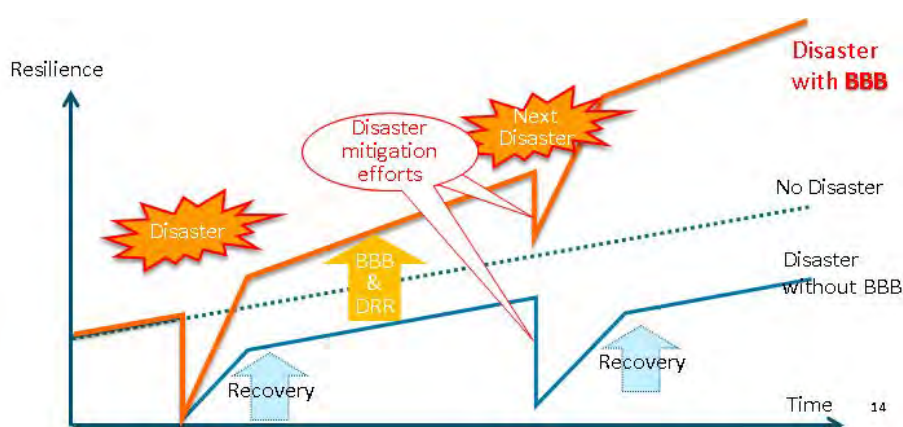 Resilience
Disaster
with BBB
Next
Disaster
Disaster
mitigation
efforts
No Disaster
Disaster
BBB
&
DRR
Disaster
without BBB
Recovery
Recovery
Time
14